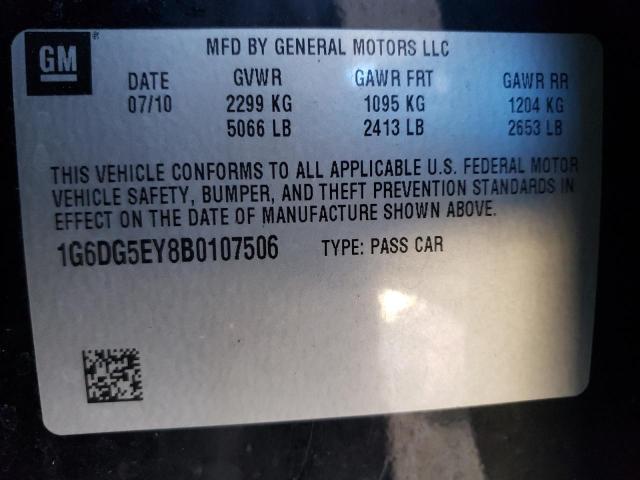 GM®
MFD BY GENERAL MOTORS LLC
DATE GVWR GAWR FRT GAWR RR
07/10 2299 KG 1095 KG 1204 KG
5066 LB 2413 LB 2653 LB
THIS VEHICLE CONFORMS TO ALL APPLICABLE U.S. FEDERAL MOTOR
VEHICLE SAFETY, BUMPER, AND THEFT PREVENTION STANDARDS IN
EFFECT ON THE DATE OF MANUFACTURE SHOWN ABOVE.
1G6DG5EY8B0107506 TYPE: PASS CAR